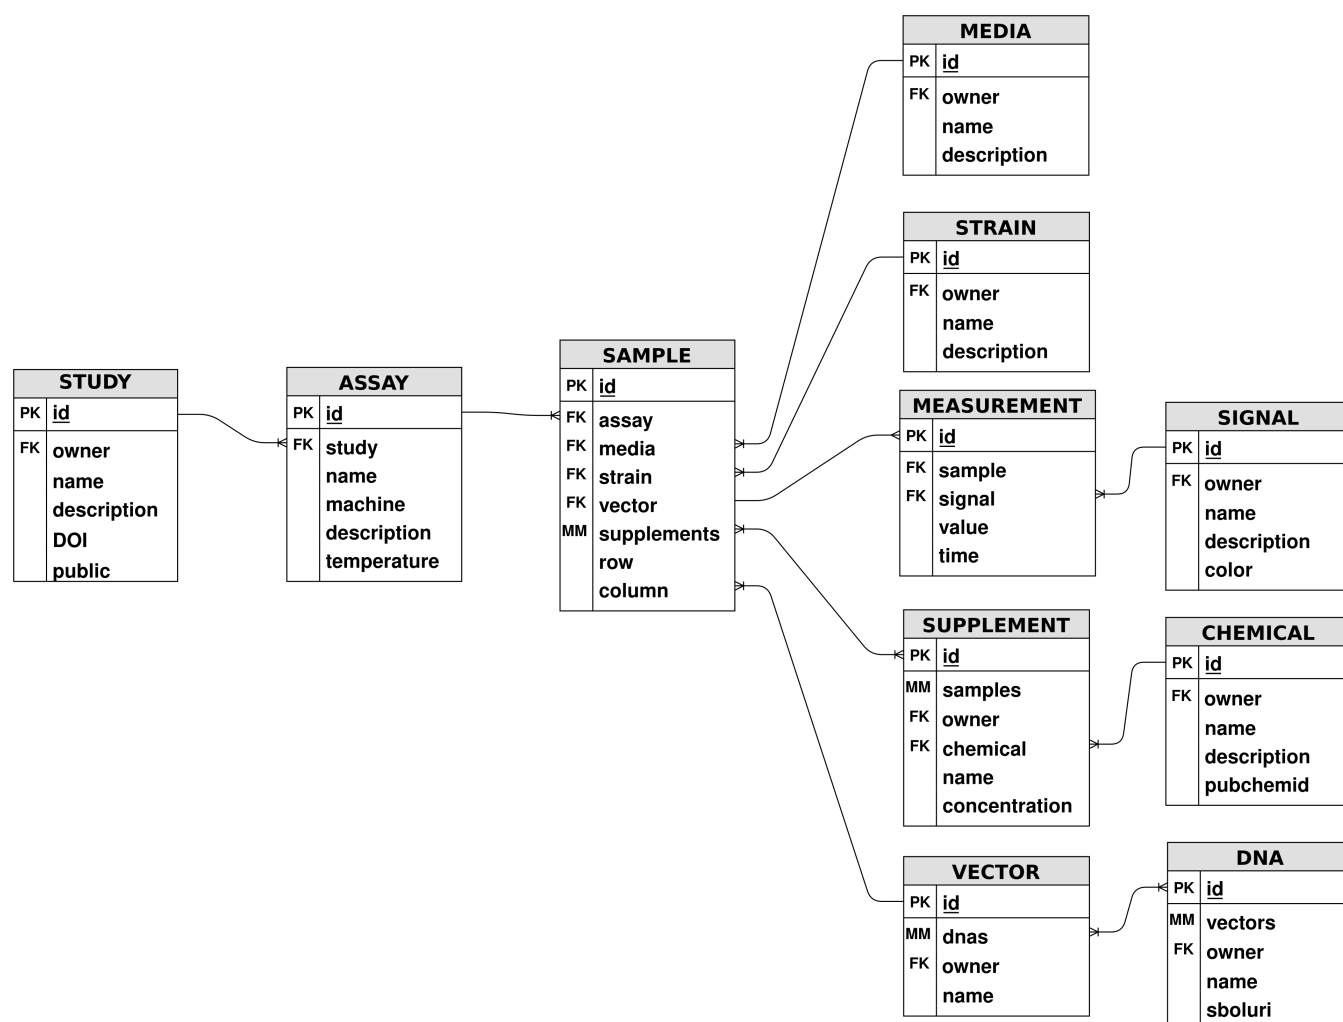 MEDIA
PK id
FK owner
name
description
STRAIN
PK id
FK owner
name
description
STUDY
PK id
FK owner
name
description
DOI
public
ASSAY
PK id
FK study
name
machine
description
temperature
SAMPLE
PK id
FK assay
FK media
FK strain
FK vector
MM supplements
row
column
MEASUREMENT
PK id
FK sample
FK signal
value
time
SIGNAL
PK id
FK owner
name
description
color
SUPPLEMENT
PK id
MM samples
FK owner
FK chemical
name
concentration
CHEMICAL
PK id
FK owner
name
description
pubchemid
VECTOR
PK id
MM dnas
FK owner
name
DNA
PK id
MM vectors
FK owner
name
sboluri